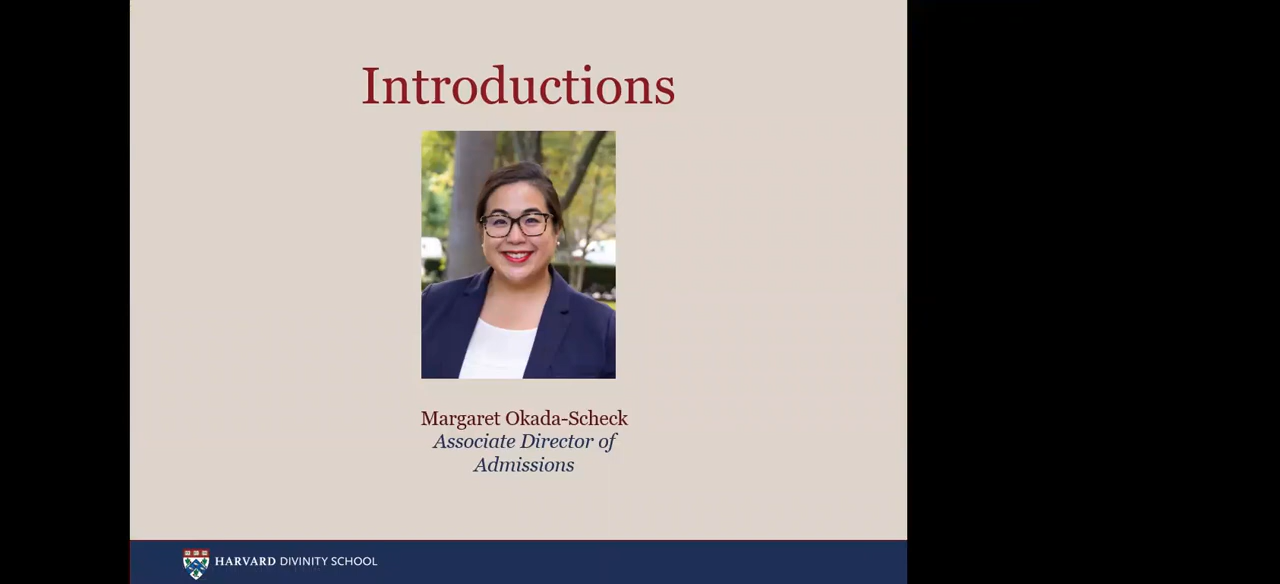 Introductions
Margaret Okada-Scheck
Associate Director of
Admissions
HARVARD DIVINITY SCHOOL